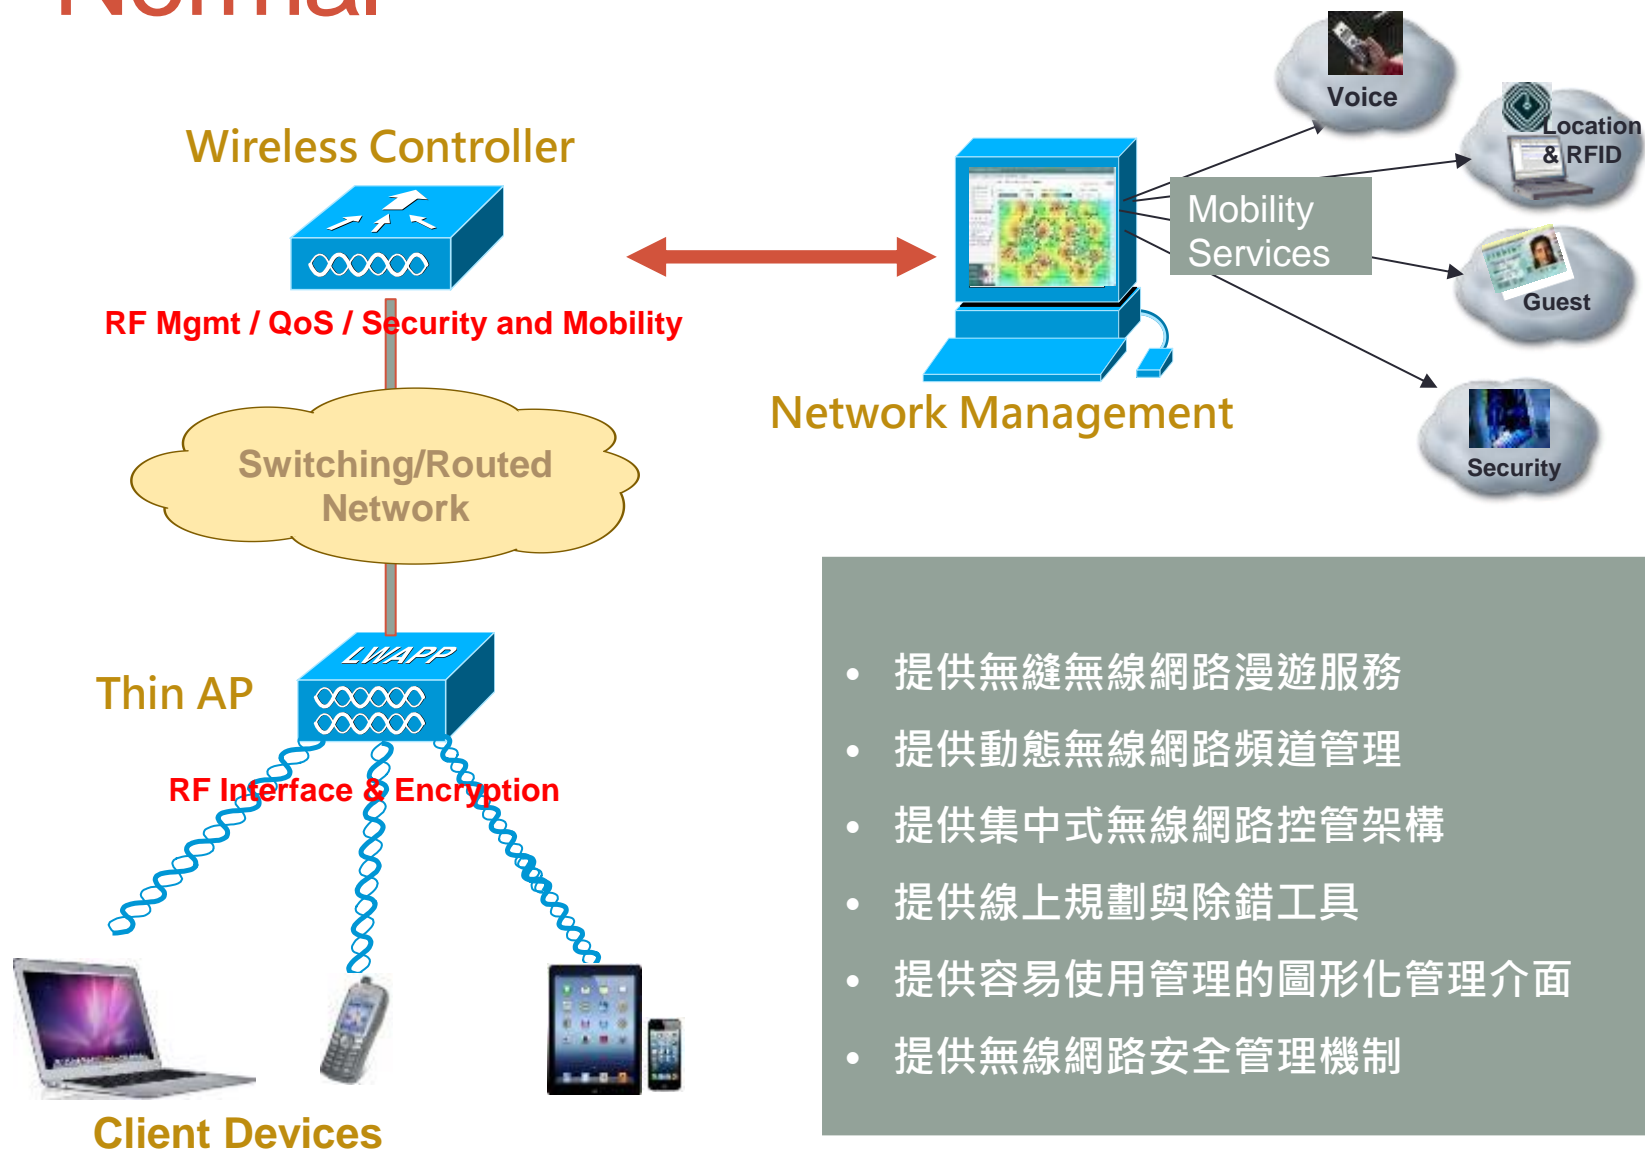 Normal
Wireless Controller
RF Mgmt / QoS / Security and Mobility
Switching/Routed
Network
LWAPP
Thin AP
RF Interface & Encryption
Client Devices
Network Management
Mobility
Services
Voice
Location
& RFID
Guest
Security
• 提供無縫無線網路漫遊服務
• 提供動態無線網路頻道管理
• 提供集中式無線網路控管架構
• 提供線上規劃與除錯工具
• 提供容易使用管理的圖形化管理介面
• 提供無線網路安全管理機制